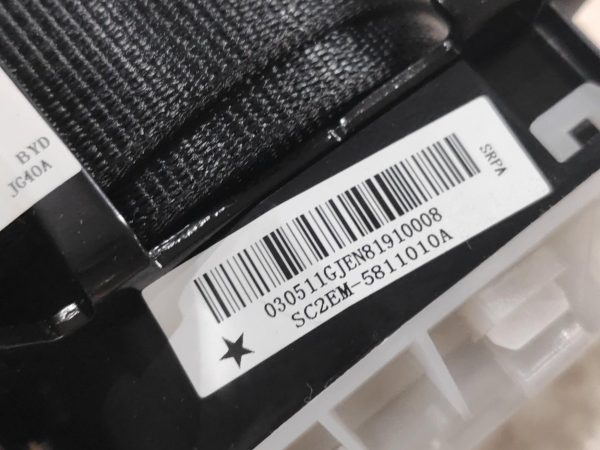 BYD
JG40A
SRPA
030511GJEN81910008
SC2EM-5811010A